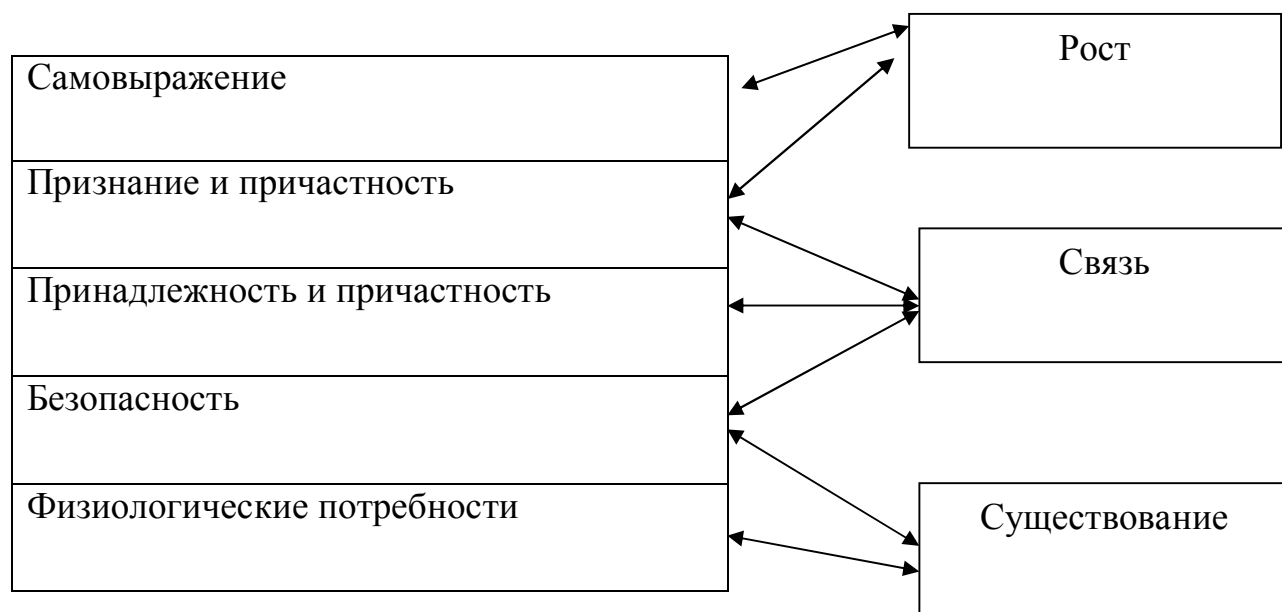 Самовыражение
Признание и причастность
Принадлежность и причастность
Безопасность
Физиологические потребности
Рост
Связь
Существование